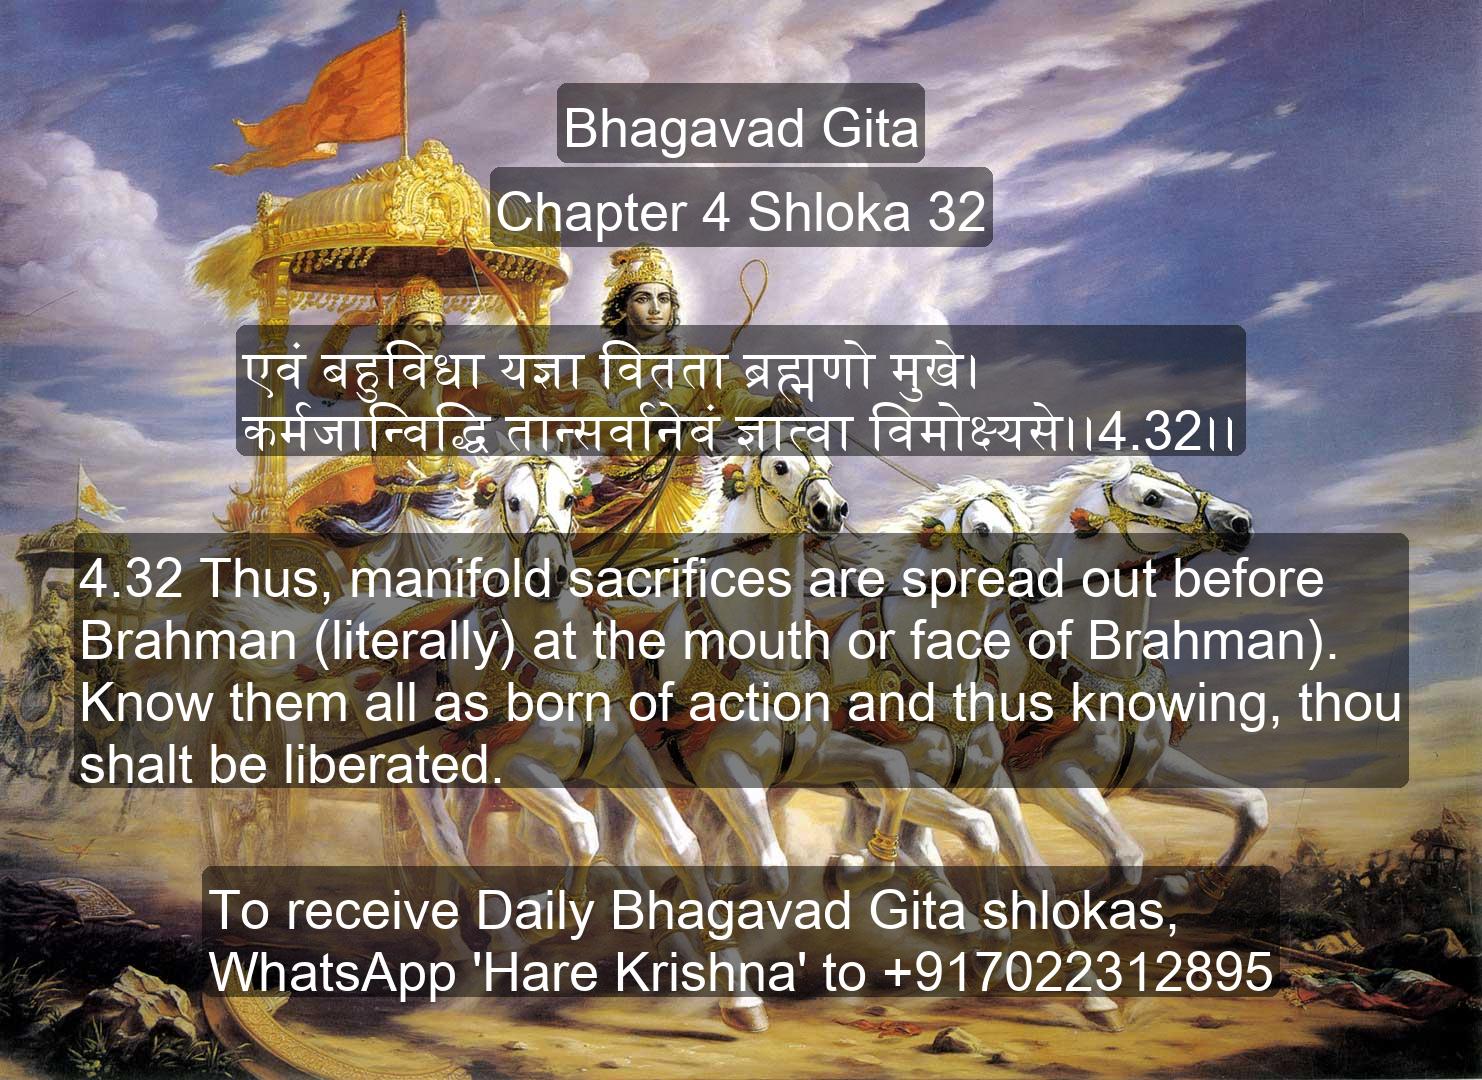 Bhagavad Gita
Chapter 4 Shloka 32
एवं बहुविधा यज्ञा वितता ब्रह्मणो मुखे।
कर्मजान्विद्धि तान्सर्वानेवं ज्ञात्वा विमोक्ष्यसे।।4.32।।
4.32 Thus, manifold sacrifices are spread out before
Brahman (literally) at the mouth or face of Brahman).
Know them all as born of action and thus knowing, thou
shalt be liberated.
To receive Daily Bhagavad Gita shlokas,
WhatsApp 'Hare Krishna' to +917022312895